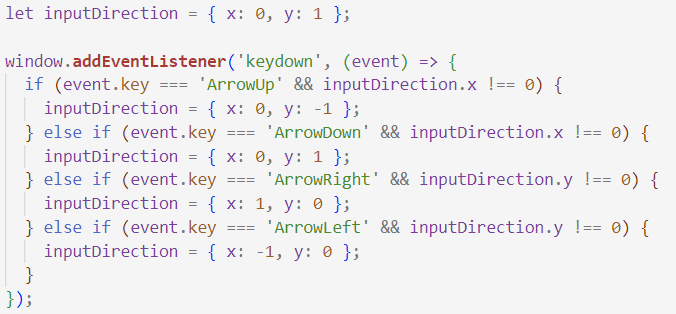 let inputDirection = { x: 0, y: 1 };

window.addEventListener('keydown', (event) => {
  if (event.key === 'ArrowUp' && inputDirection.x !== 0) {
    inputDirection = { x: 0, y: -1 };
  } else if (event.key === 'ArrowDown' && inputDirection.x !== 0) {
    inputDirection = { x: 0, y: 1 };
  } else if (event.key === 'ArrowRight' && inputDirection.y !== 0) {
    inputDirection = { x: 1, y: 0 };
  } else if (event.key === 'ArrowLeft' && inputDirection.y !== 0) {
    inputDirection = { x: -1, y: 0 };
  }
});